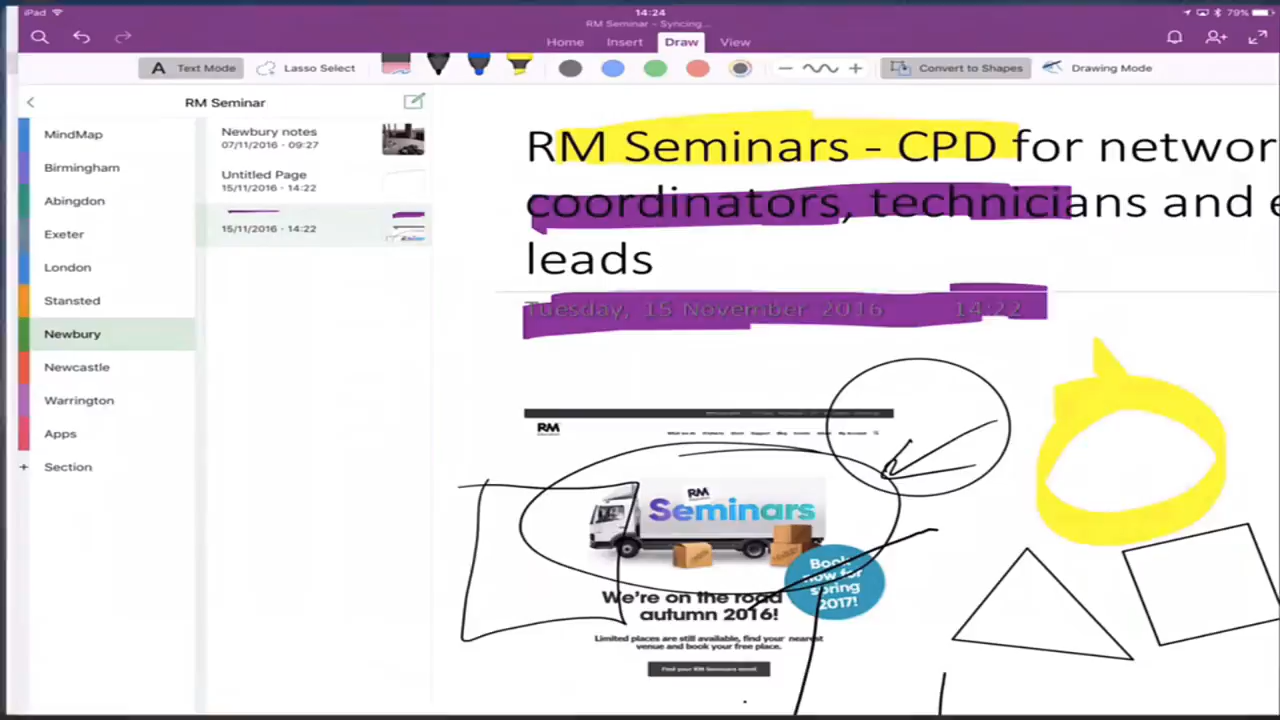 iPad 14:24 79%
RM Seminar - Syncing...
Home Insert Draw View
A Text Mode Lasso Select Convert to Shapes Drawing Mode
RM Seminar
MindMap
Birmingham
Abingdon
Exeter
London
Stansted
Newbury
Newcastle
Warrington
Apps
+ Section
Newbury notes
07/11/2016 - 09:27
Untitled Page
15/11/2016 - 14:22
15/11/2016 - 14:22
RM Seminars - CPD for networ
coordinators, technicians and e
leads
Tuesday, 15 November 2016 14:22
RM
RM
Seminars
Book
now for
spring
2017!
We're on the road
autumn 2016!
Limited places are still available, find your nearest
venue and book your free place.
Find your RM Seminars event